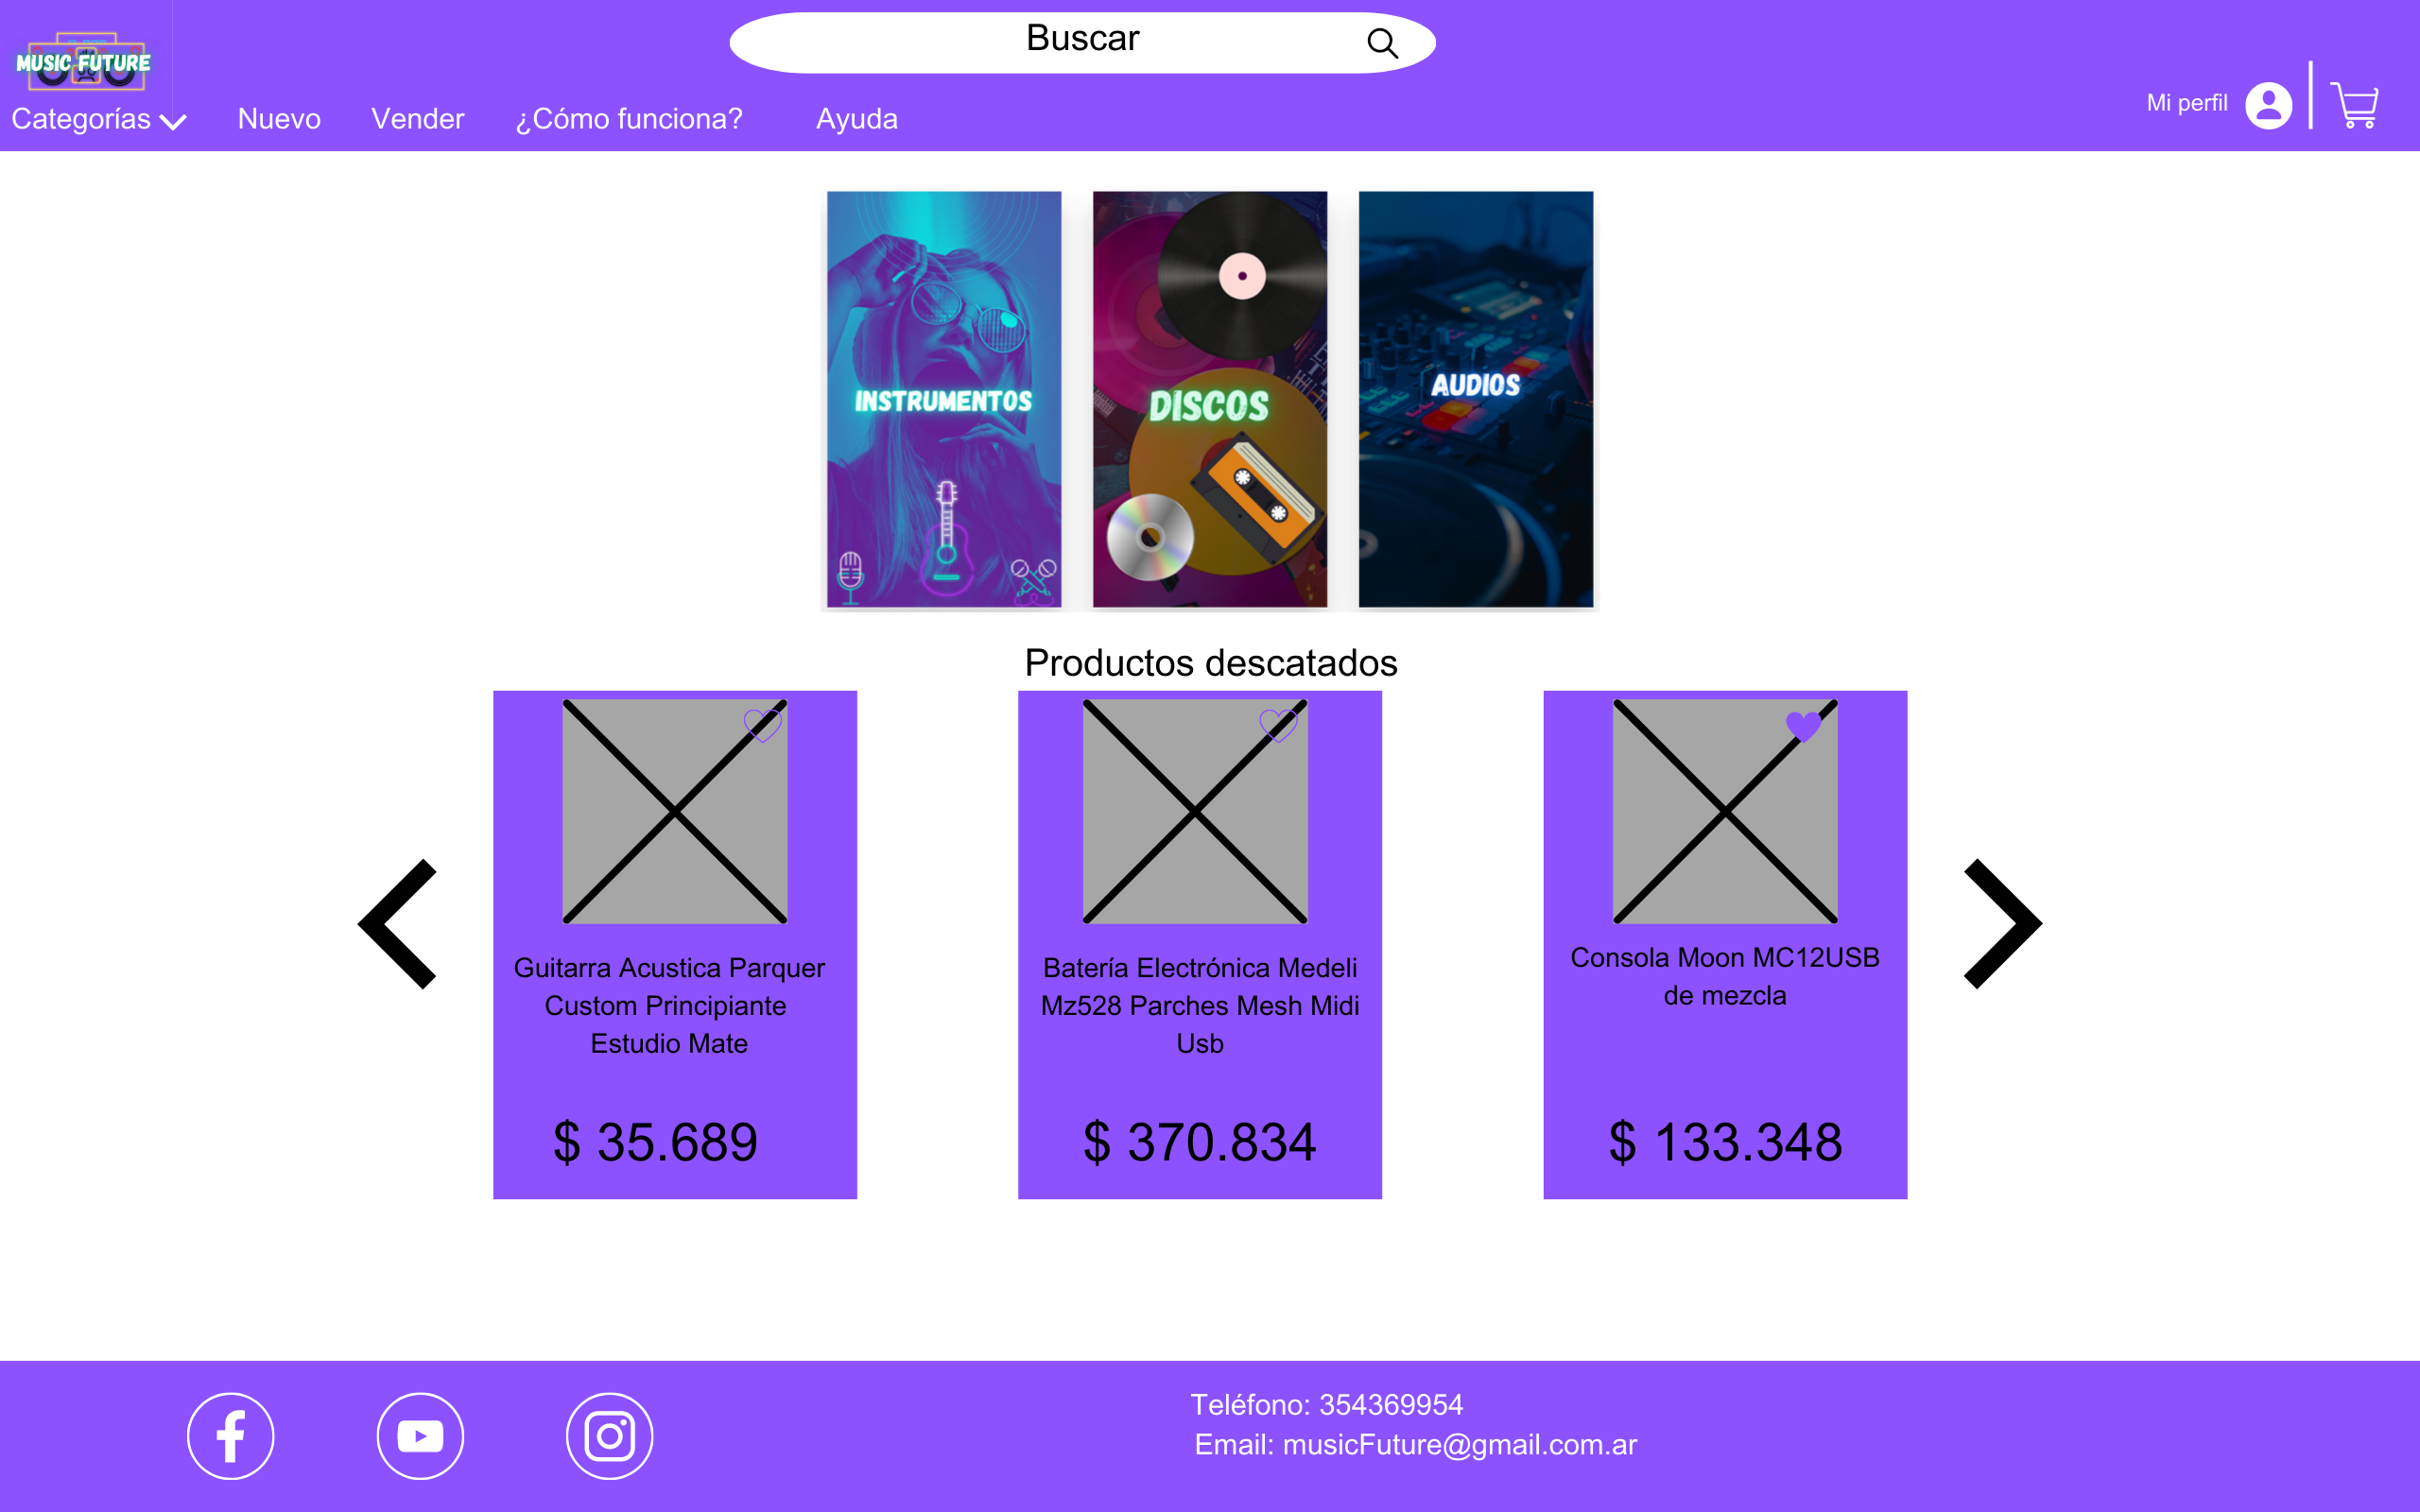 Buscar
MUSIC FUTURE
Categorías
Nuevo
Vender
¿Cómo funciona?
Ayuda
Mi perfil
INSTRUMENTOS
DISCOS
AUDIOS
Productos descatados
Guitarra Acustica Parquer
Custom Principiante
Estudio Mate
$ 35.689
Batería Electrónica Medeli
Mz528 Parches Mesh Midi
Usb
$ 370.834
Consola Moon MC12USB
de mezcla
$ 133.348
Teléfono: 354369954
Email: musicFuture@gmail.com.ar